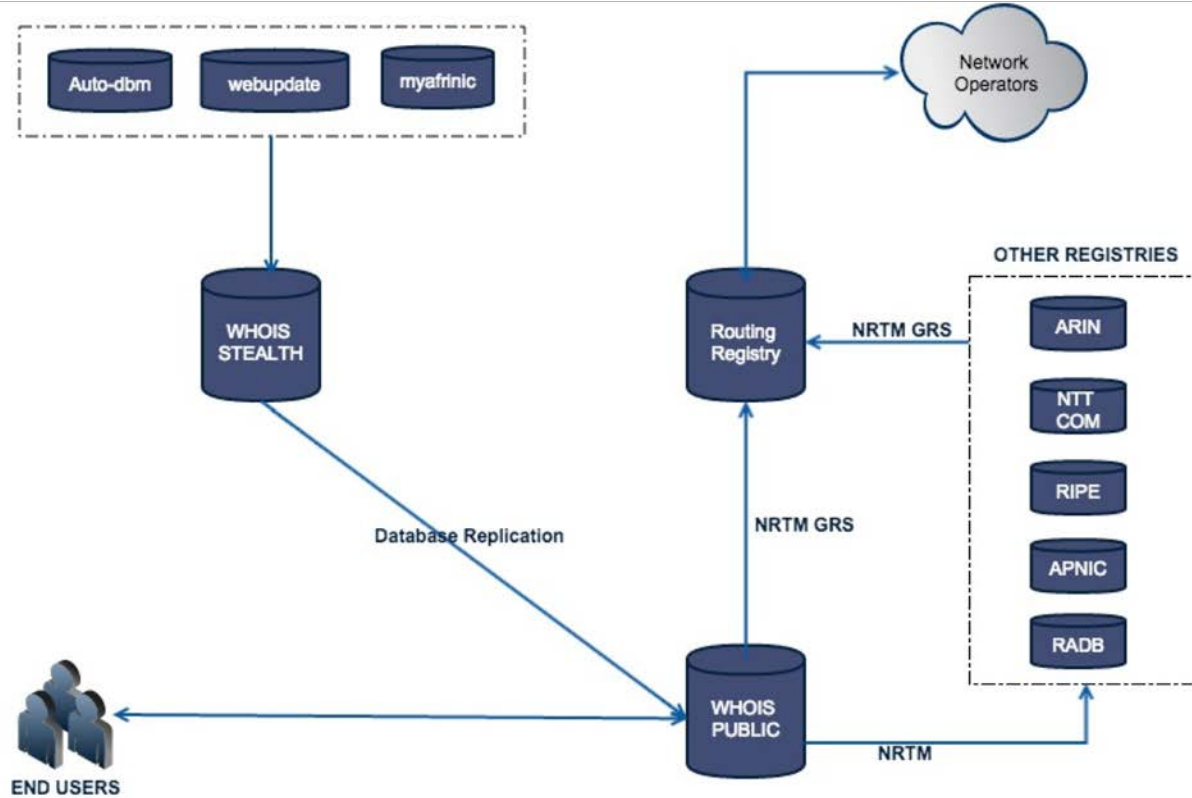 Auto-dbm
webupdate
myafrinic
Network
Operators
WHOIS
STEALTH
Routing
Registry
NRTM GRS
OTHER REGISTRIES
ARIN
NTT
COM
RIPE
APNIC
RADB
Database Replication
NRTM GRS
WHOIS
PUBLIC
NRTM
END USERS